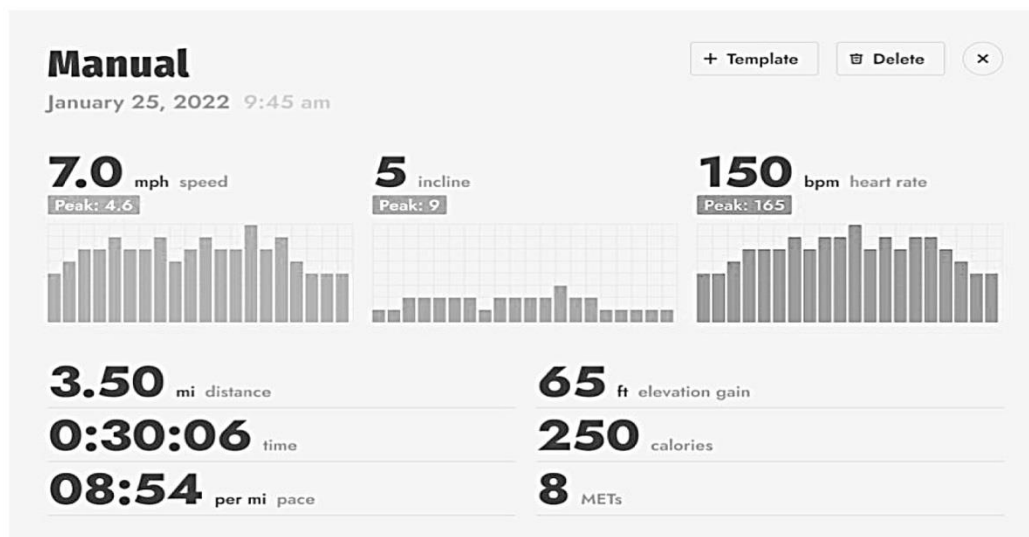 Manual
+ Template
Delete
×
January 25, 2022 9:45 am
7.0 mph speed
Peak: 4.6
5 incline
Peak: 9
150 bpm heart rate
Peak: 165
3.50 mi distance
65 ft elevation gain
0:30:06 time
250 calories
08:54 per mi pace
8 METs